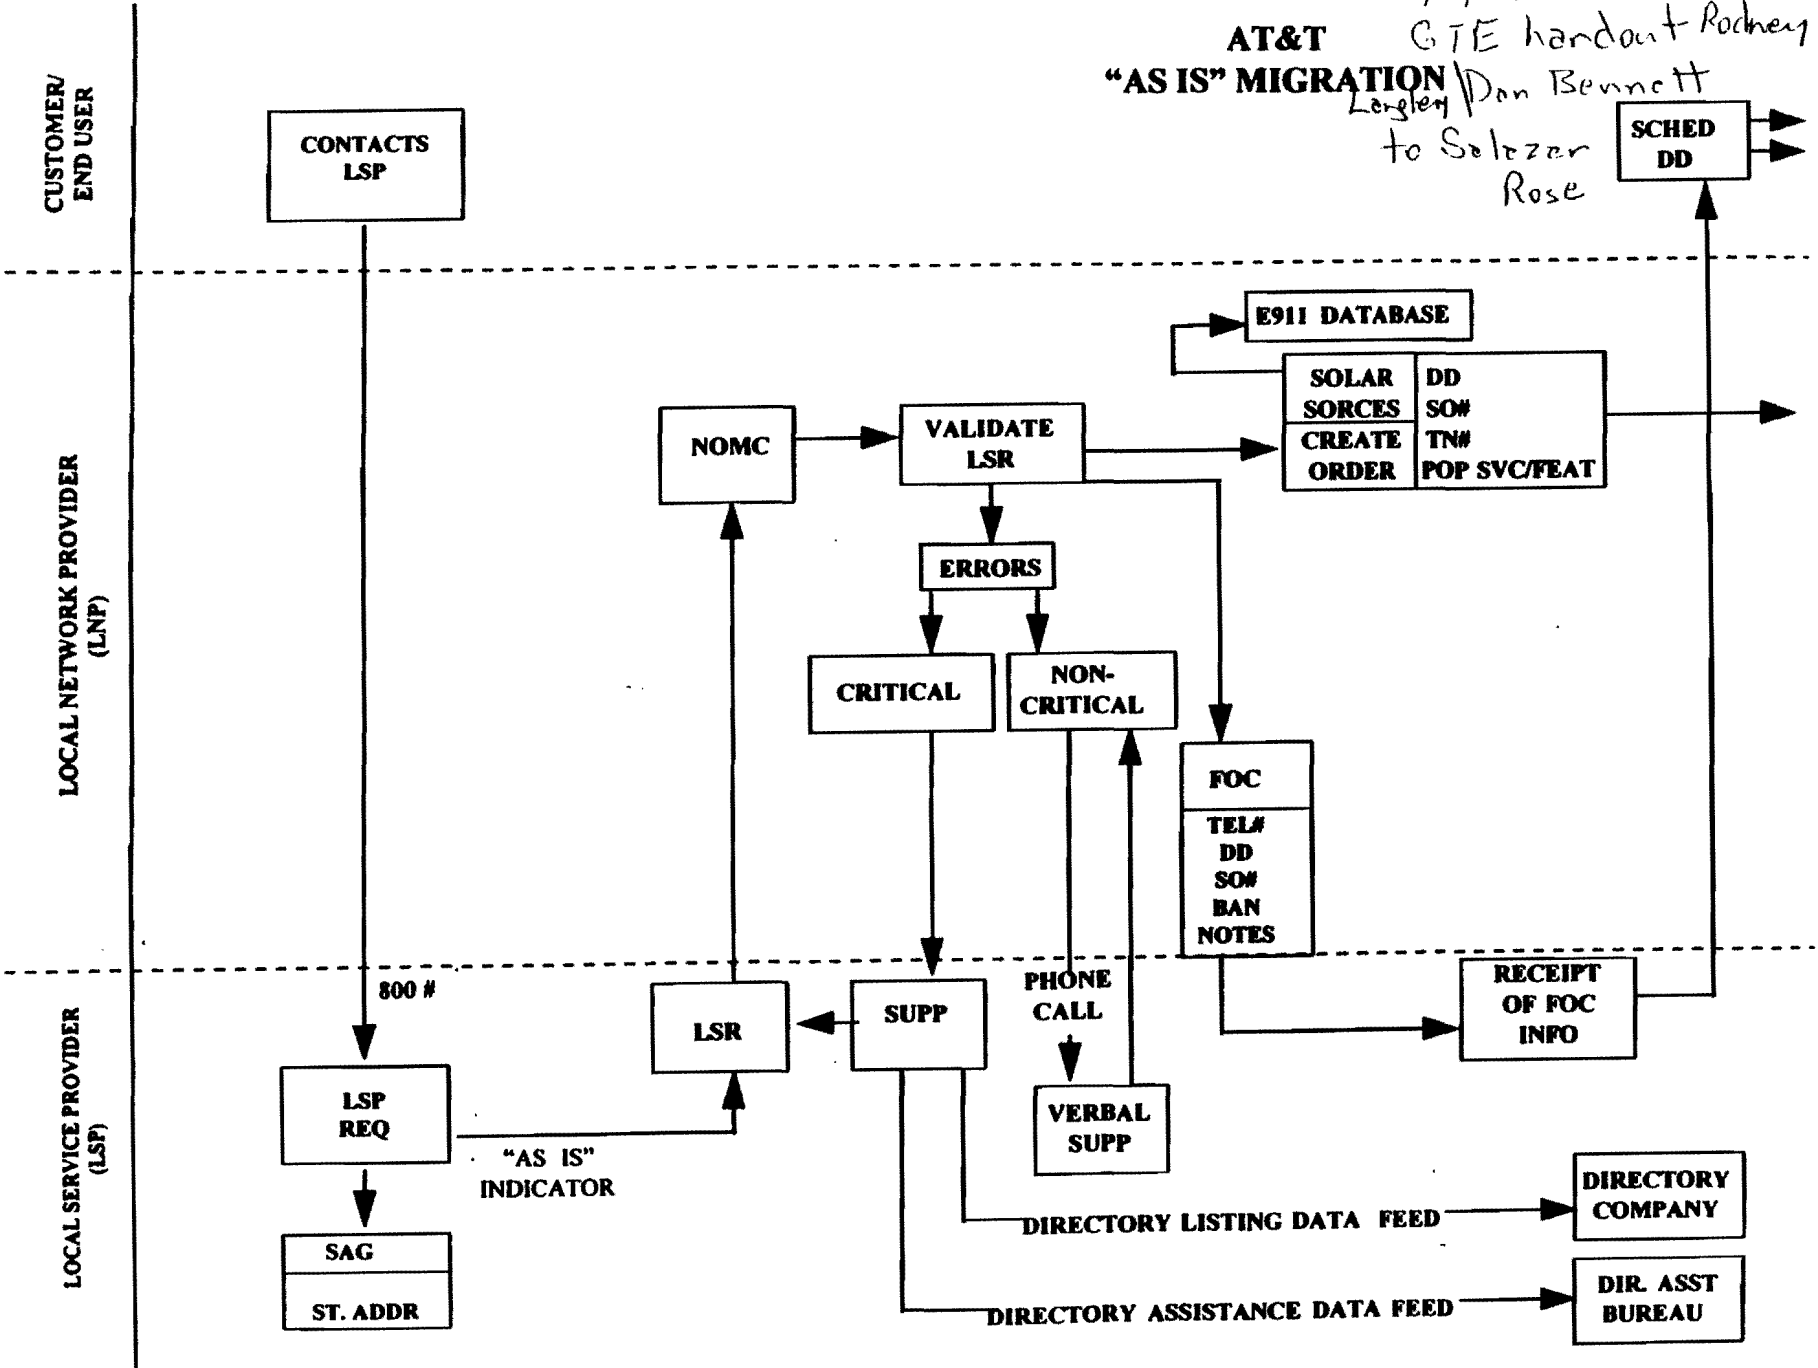 AT&T
"AS IS" MIGRATION
GTE handout Rodney
Langley / Don Bennett
to Salazar
Rose
CUSTOMER/
END USER
CONTACTS
LSP
SCHED
DD
LOCAL NETWORK PROVIDER
(LNP)
E911 DATABASE
SOLAR
SORCES
CREATE
ORDER
DD
SO#
TN#
POP SVC/FEAT
NOMC
VALIDATE
LSR
ERRORS
CRITICAL
NON-
CRITICAL
FOC
TEL#
DD
SO#
BAN
NOTES
LOCAL SERVICE PROVIDER
(LSP)
800 #
LSP
REQ
"AS IS"
INDICATOR
SAG
ST. ADDR
LSR
SUPP
PHONE
CALL
VERBAL
SUPP
RECEIPT
OF FOC
INFO
DIRECTORY LISTING DATA FEED
DIRECTORY
COMPANY
DIRECTORY ASSISTANCE DATA FEED
DIR. ASST
BUREAU